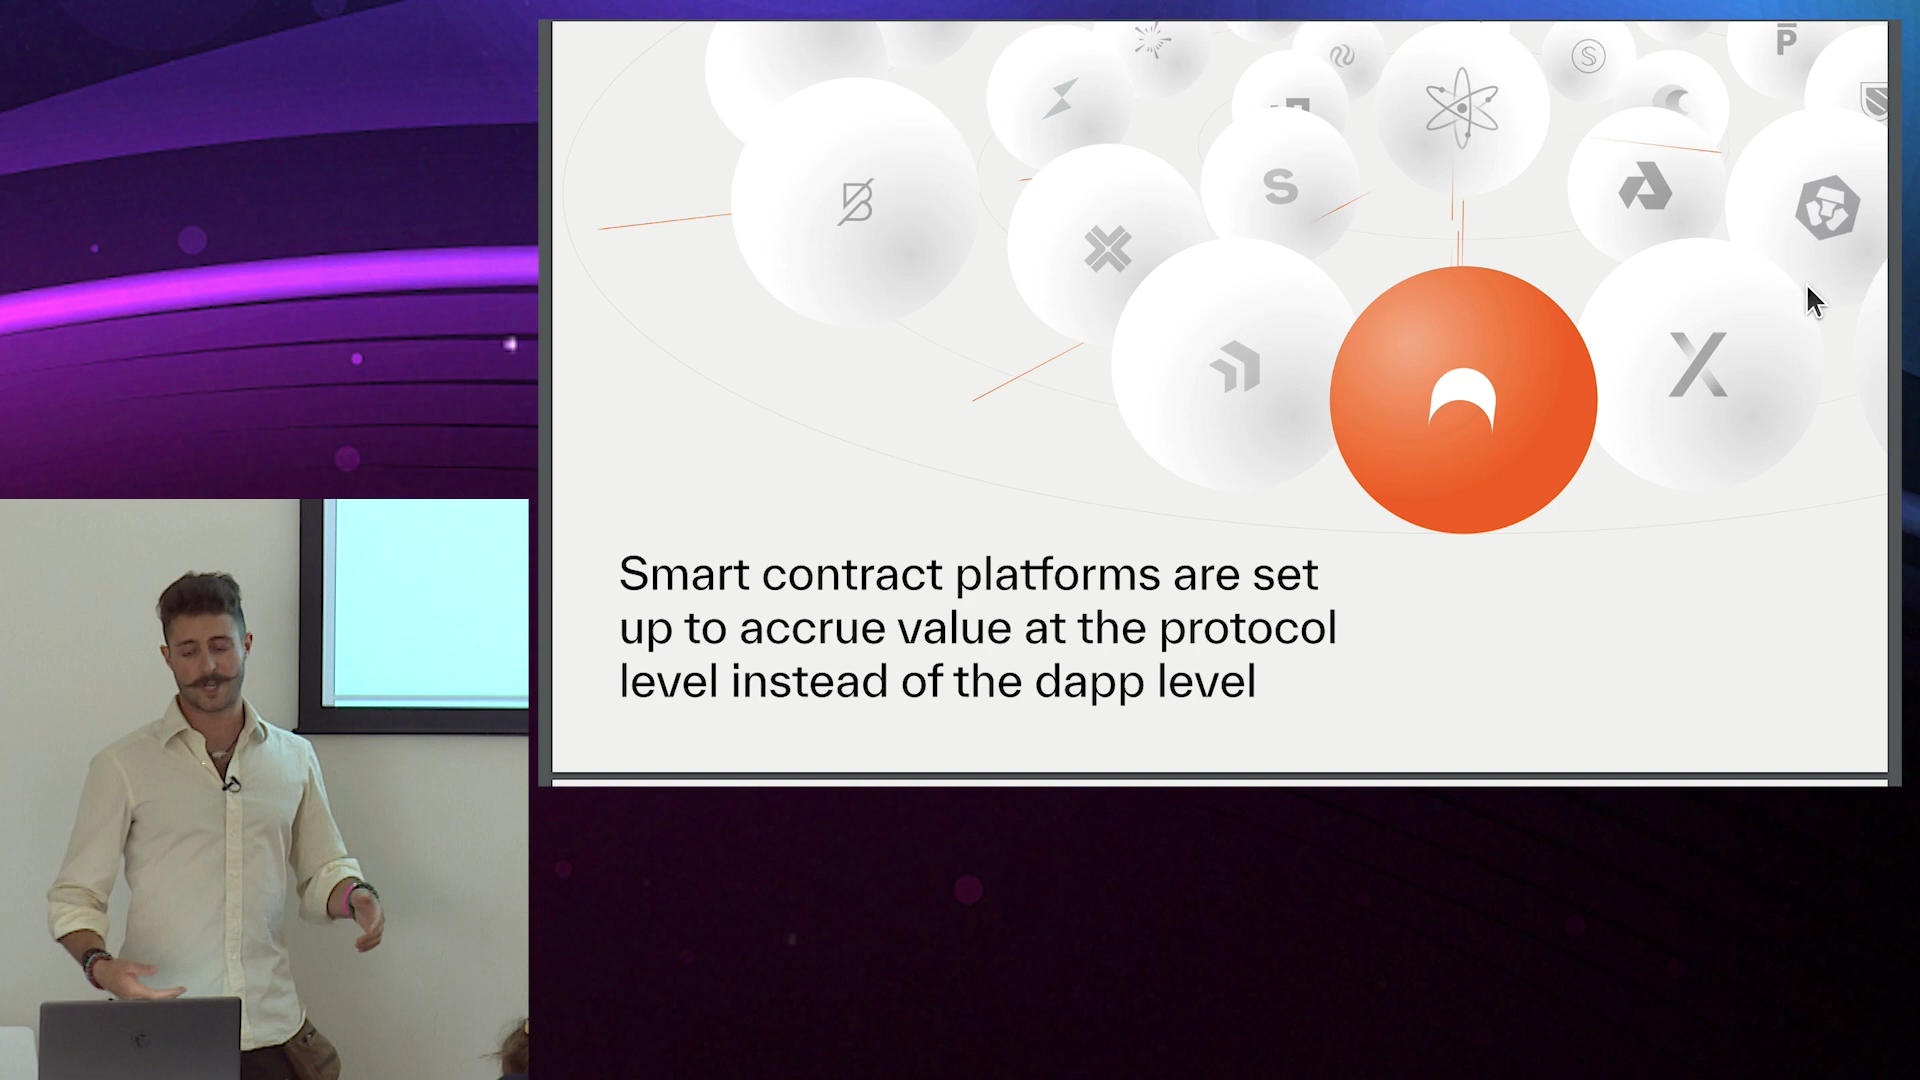 P
S
S
Smart contract platforms are set
up to accrue value at the protocol
level instead of the dapp level